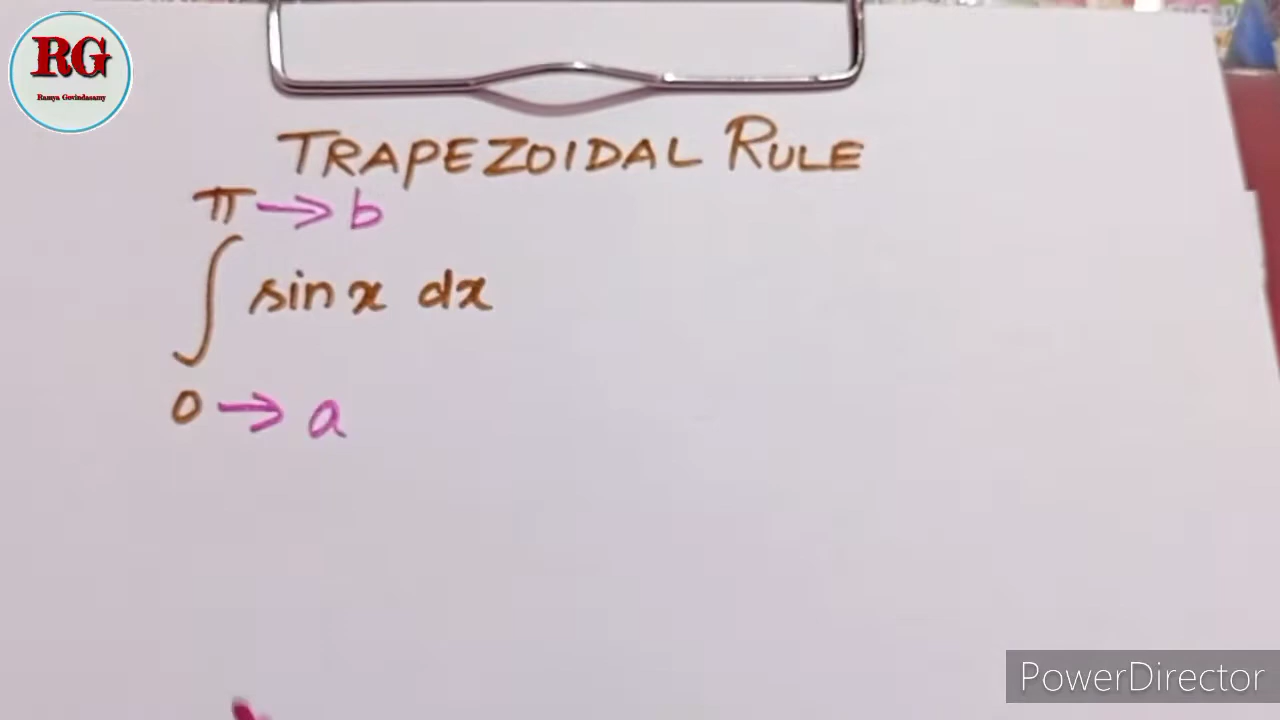 RG
Ramya Govindasamy
TRAPEZOIDAL RULE
π → b
∫ sin x dx
0 → a
PowerDirector